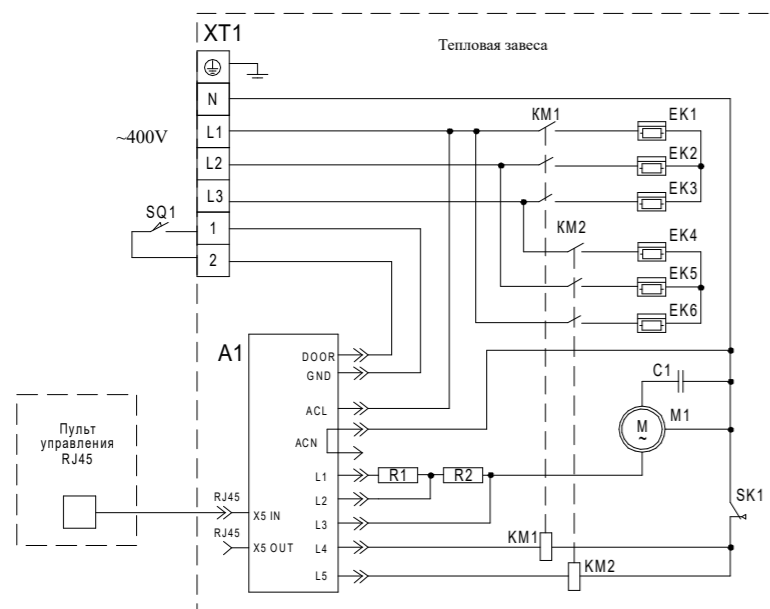 XT1
Тепловая завеса
N
L1
L2
L3
1
2
~400V
SQ1
KM1
EK1
EK2
EK3
KM2
EK4
EK5
EK6
A1
DOOR
GND
ACL
ACN
L1
L2
L3
L4
L5
R1
R2
C1
M
~
M1
SK1
KM1
KM2
Пульт
управления
RJ45
RJ45
X5 IN
RJ45
X5 OUT